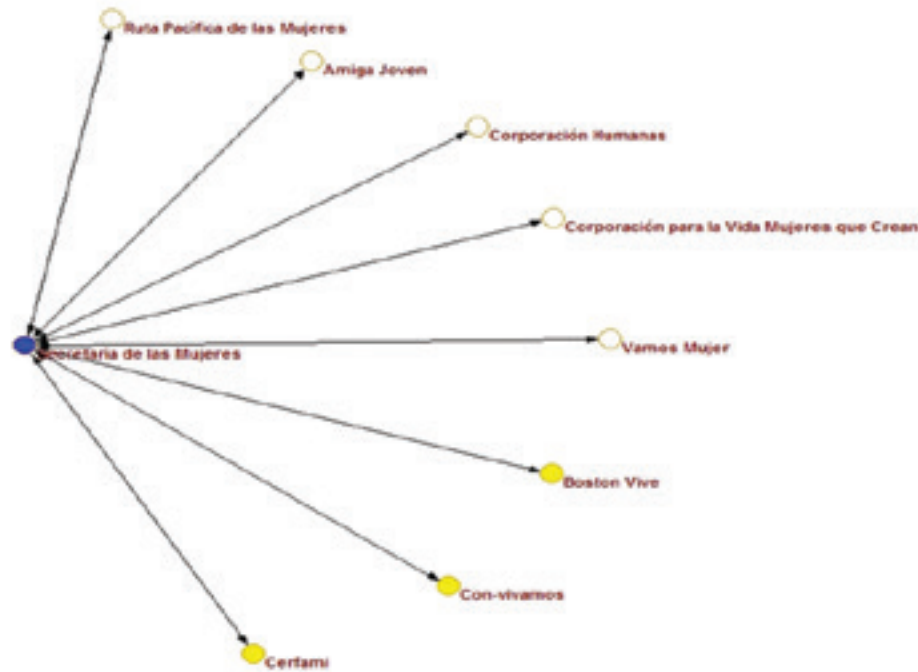 Ruta Pacifica de las Mujeres
Amiga Joven
Corporación Humanas
Corporación para la Vida Mujeres que Crean
Vamos Mujer
Secretaria de las Mujeres
Boston Vive
Con-vivamos
Cerfami